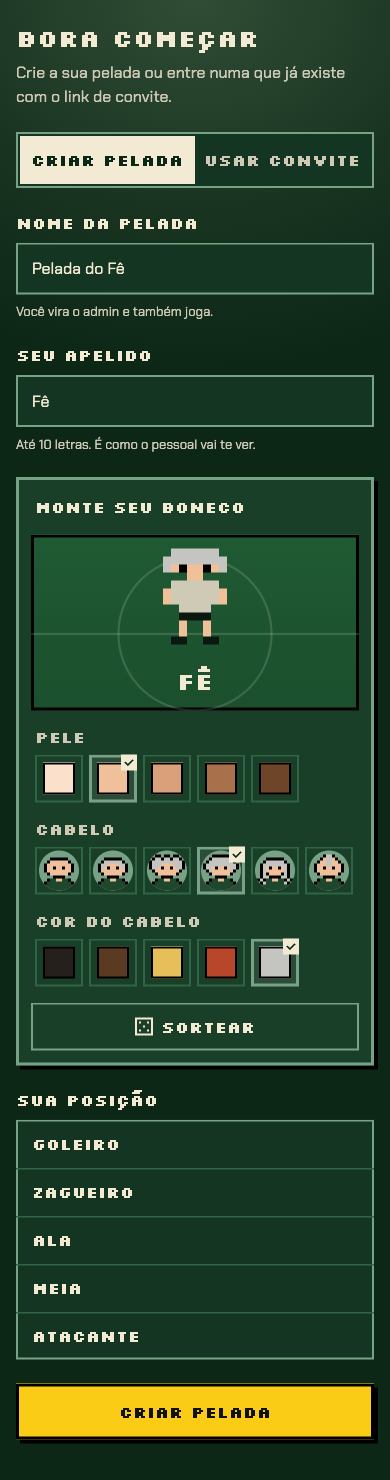 BORA COMEÇAR
Crie a sua pelada ou entre numa que já existe
com o link de convite.
CRIAR PELADA
USAR CONVITE
NOME DA PELADA
Pelada do Fê
Você vira o admin e também joga.
SEU APELIDO
Fê
Até 10 letras. É como o pessoal vai te ver.
MONTE SEU BONECO
FÊ
PELE
CABELO
COR DO CABELO
SORTEAR
SUA POSIÇÃO
GOLEIRO
ZAGUEIRO
ALA
MEIA
ATACANTE
CRIAR PELADA